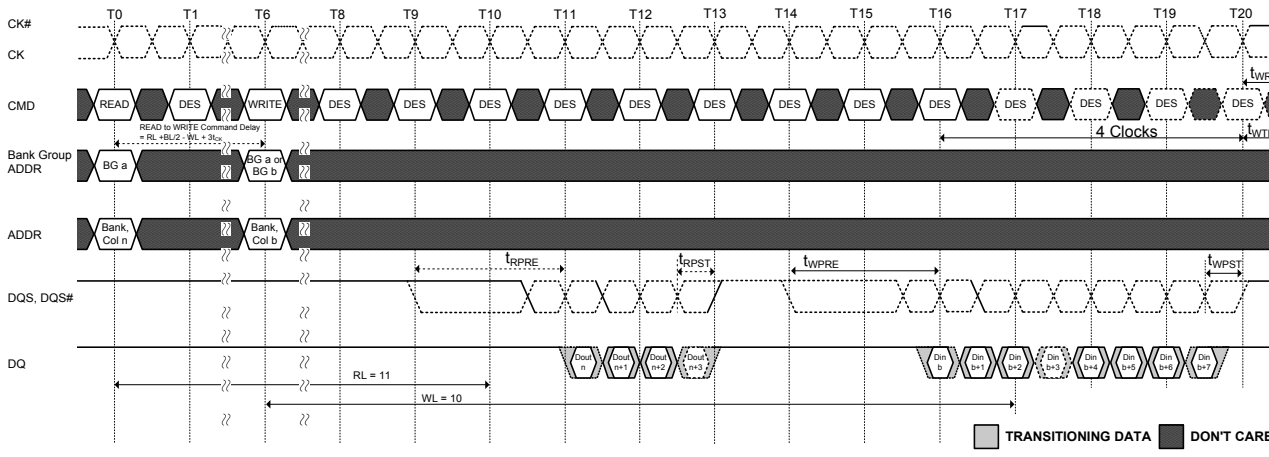 T0 T1 T6 T8 T9 T10 T11 T12 T13 T14 T15 T16 T17 T18 T19 T20
CK#
CK
tWR
CMD READ DES WRITE DES DES DES DES DES DES DES DES DES DES DES DES DES
READ to WRITE Command Delay
= RL +BL/2 - WL + 3tCK
4 Clocks
tWT
Bank Group
ADDR
BG a
BG a or
BG b
ADDR
Bank,
Col n
Bank,
Col b
tRPRE tRPST tWPRE tWPST
DQS, DQS#
DQ
Dout
n
Dout
n+1
Dout
n+2
Dout
n+3
Din
b
Din
b+1
Din
b+2
Din
b+3
Din
b+4
Din
b+5
Din
b+6
Din
b+7
RL = 11
WL = 10
TRANSITIONING DATA DON'T CARE